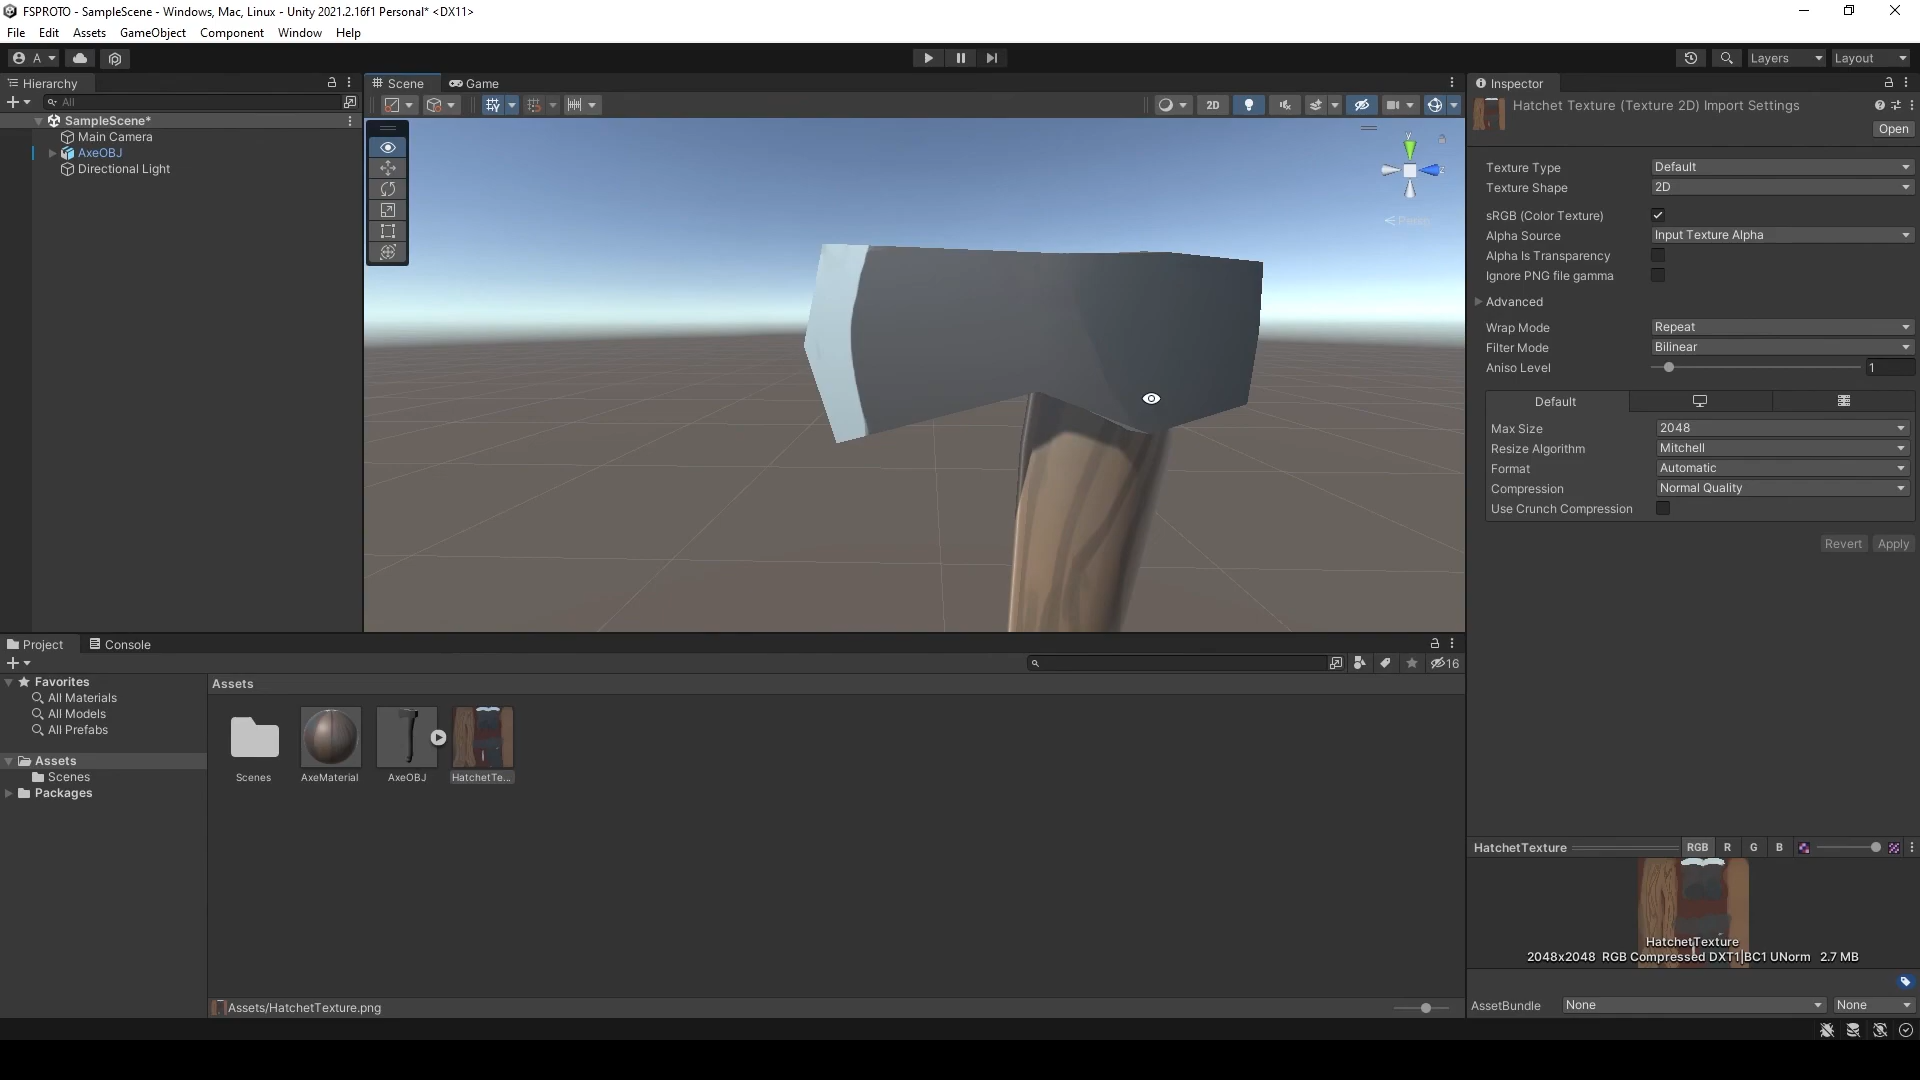 FSPROTO - SampleScene - Windows, Mac, Linux - Unity 2021.2.16f1 Personal* <DX11>
File Edit Assets GameObject Component Window Help
A
Layers
Layout
Hierarchy
All
SampleScene*
Main Camera
AxeOBJ
Directional Light
Scene
Game
2D
y
z
Persp
Inspector
Hatchet Texture (Texture 2D) Import Settings
Open
Texture Type Default
Texture Shape 2D
sRGB (Color Texture)
Alpha Source Input Texture Alpha
Alpha Is Transparency
Ignore PNG file gamma
Advanced
Wrap Mode Repeat
Filter Mode Bilinear
Aniso Level 1
Default
Max Size 2048
Resize Algorithm Mitchell
Format Automatic
Compression Normal Quality
Use Crunch Compression
Revert Apply
Project
Console
16
Favorites
All Materials
All Models
All Prefabs
Assets
Scenes
Packages
Assets
Scenes
AxeMaterial
AxeOBJ
HatchetTe...
Assets/HatchetTexture.png
HatchetTexture
RGB R G B
HatchetTexture
2048x2048 RGB Compressed DXT1|BC1 UNorm 2.7 MB
AssetBundle None None